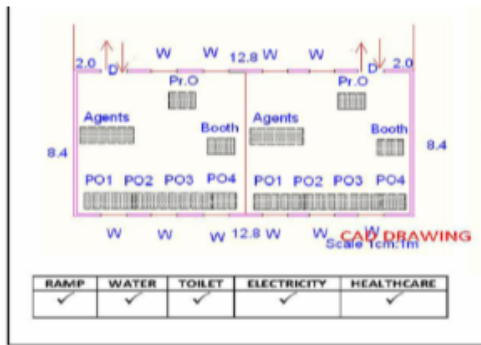 W W W W
2.0 D 12.8 D 2.0
Pr.O Pr.O
Agents Agents
Booth Booth
8.4 8.4
PO1 PO2 PO3 PO4 PO1 PO2 PO3 PO4
W W W 12.8 W W W
CAD DRAWING
Scale 1cm:1m
RAMP WATER TOILET ELECTRICITY HEALTHCARE
✓ ✓ ✓ ✓ ✓